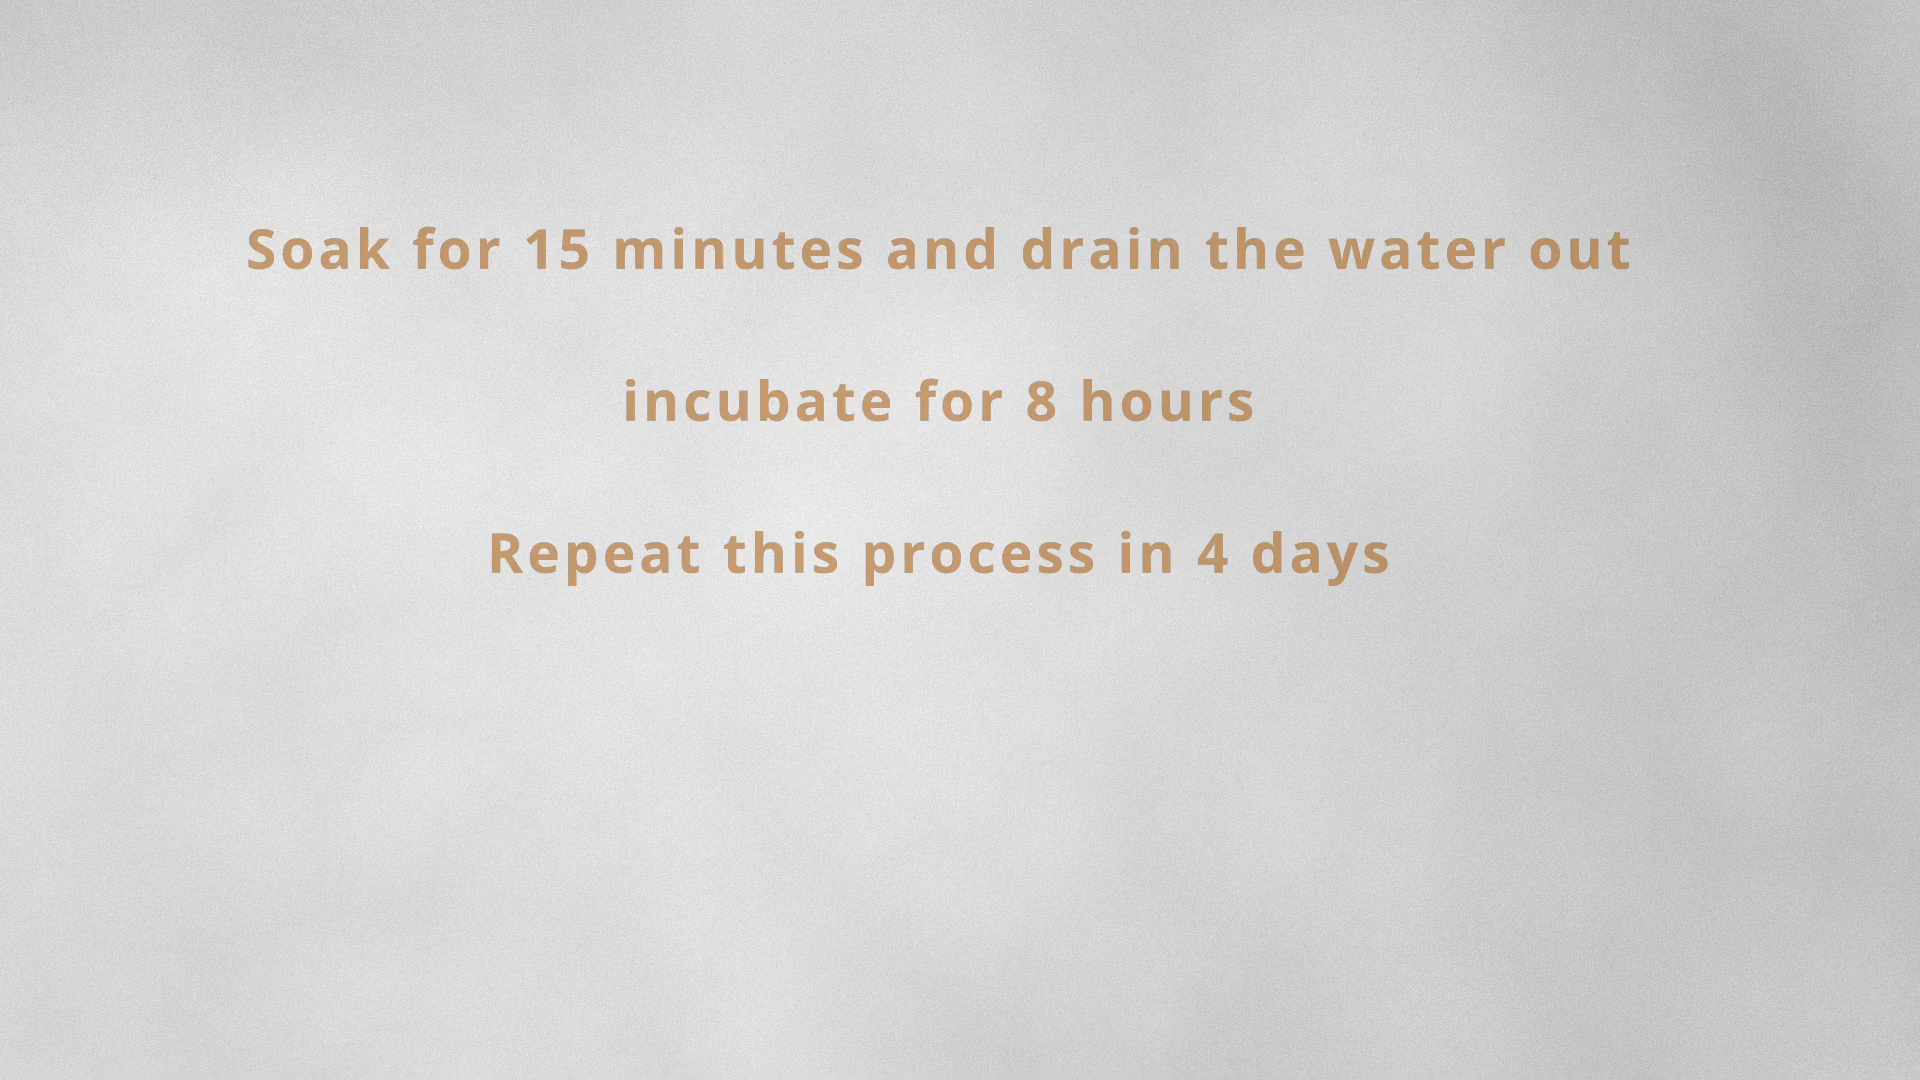 Soak for 15 minutes and drain the water out
incubate for 8 hours
Repeat this process in 4 days